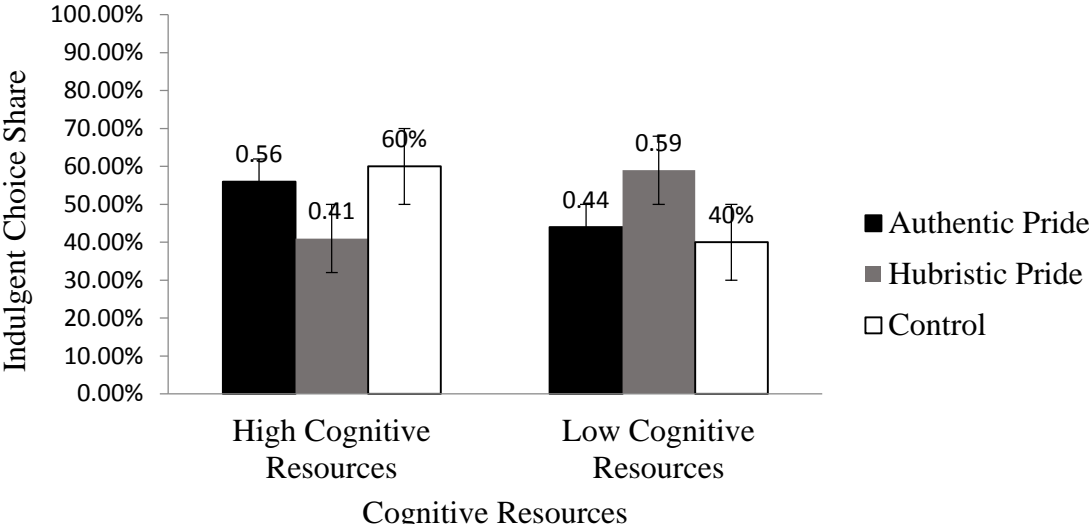 Indulgent Choice Share
100.00%
90.00%
80.00%
70.00%
60.00%
50.00%
40.00%
30.00%
20.00%
10.00%
0.00%
0.56
0.41
60%
0.44
0.59
40%
High Cognitive
Resources
Low Cognitive
Resources
Cognitive Resources
Authentic Pride
Hubristic Pride
Control